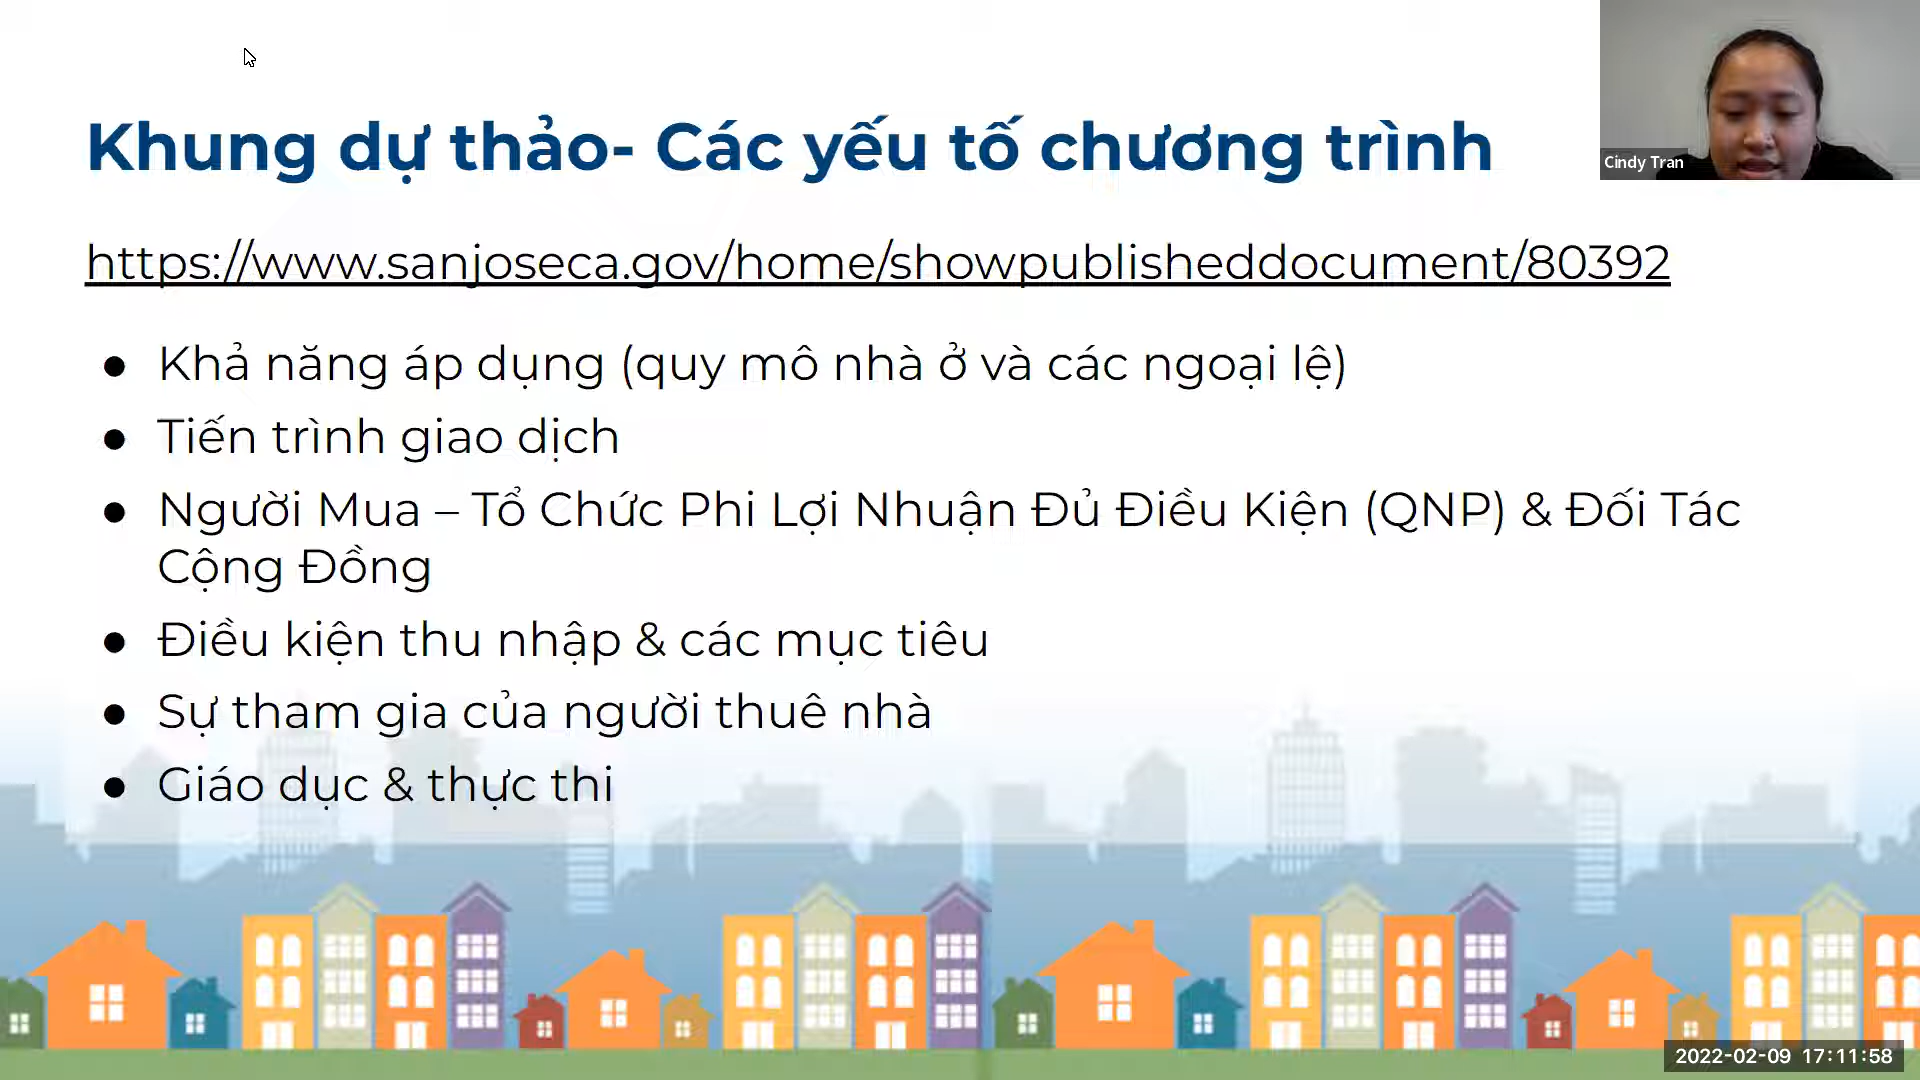 Khung dự thảo- Các yếu tố chương trình
Cindy Tran
https://www.sanjoseca.gov/home/showpublisheddocument/80392
● Khả năng áp dụng (quy mô nhà ở và các ngoại lệ)
● Tiến trình giao dịch
● Người Mua – Tổ Chức Phi Lợi Nhuận Đủ Điều Kiện (QNP) & Đối Tác
Cộng Đồng
● Điều kiện thu nhập & các mục tiêu
● Sự tham gia của người thuê nhà
● Giáo dục & thực thi
2022-02-09 17:11:58